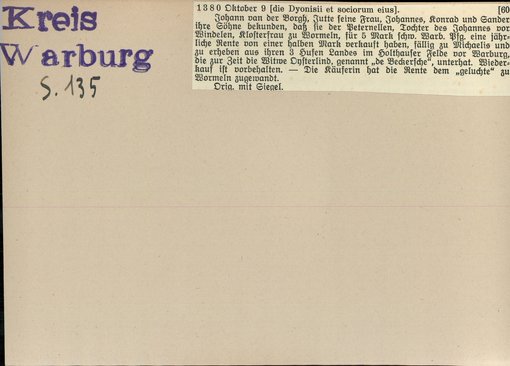 Kreis
Warburg
S. 135
1380 Oktober 9 [die Dyonisii et sociorum eius]. [60
Johann van der Borgh, Jutte seine Frau, Johannes, Konrad und Sander
ihre Söhne bekunden, daß sie der Peternellen, Tochter des Johannes vor
Windelen, Klosterfrau zu Wormeln, für 5 Mark schw. Warb. Pfg. eine jähr-
liche Rente von einer halben Mark verkauft haben, fällig zu Michaelis und
zu erheben aus ihren 3 Hufen Landes im Holthuser Felde vor Warburg,
die zur Zeit die Witwe Oysterlind, genannt „de Beckersche“, unterhat. Wieder-
kauf ist vorbehalten. — Die Käuferin hat die Rente dem „geluchte“ zu
Wormeln zugewandt.
Orig. mit Siegel.